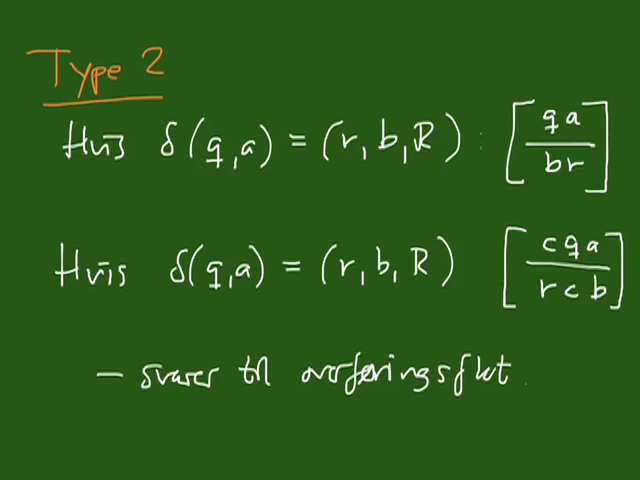 Type 2
Hvis δ(q,a) = (r, b, R) : [qa / br]
Hvis δ(q,a) = (r, b, R) [cqa / rcb]
– svarer til overføringsfkt.